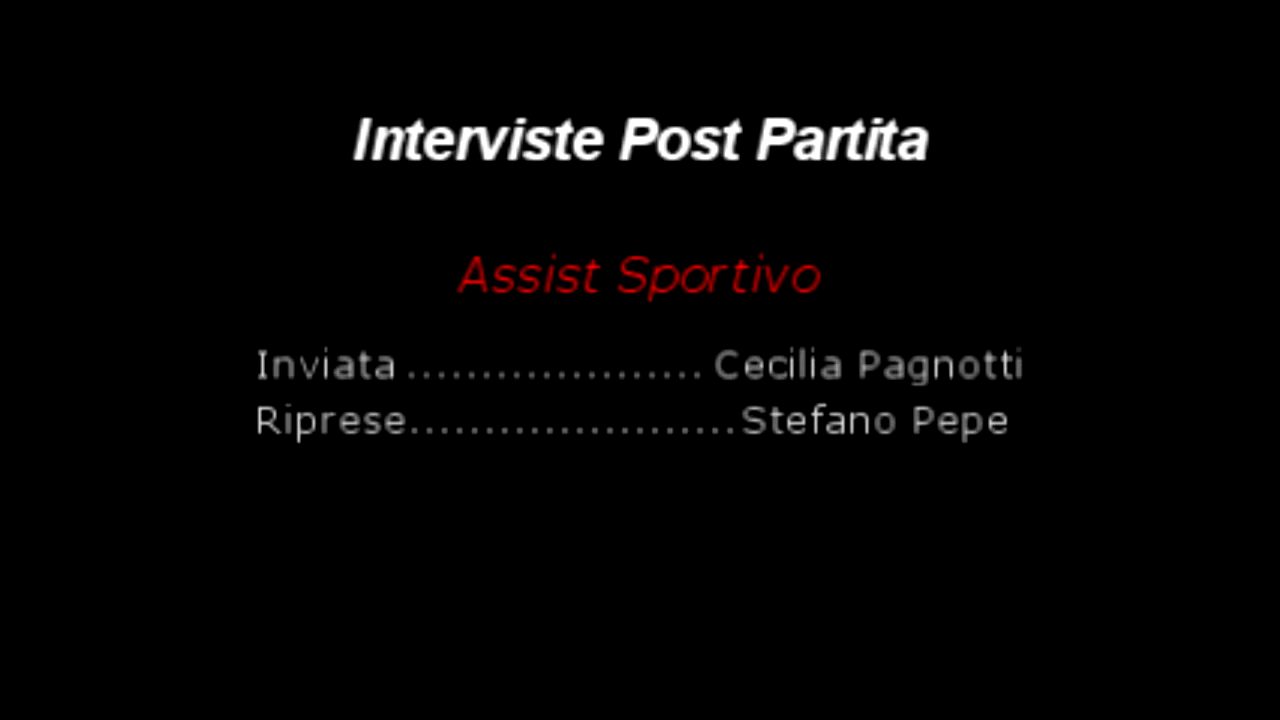 Interviste Post Partita
Assist Sportivo
Inviata .................... Cecilia Pagnotti
Riprese......................Stefano Pepe